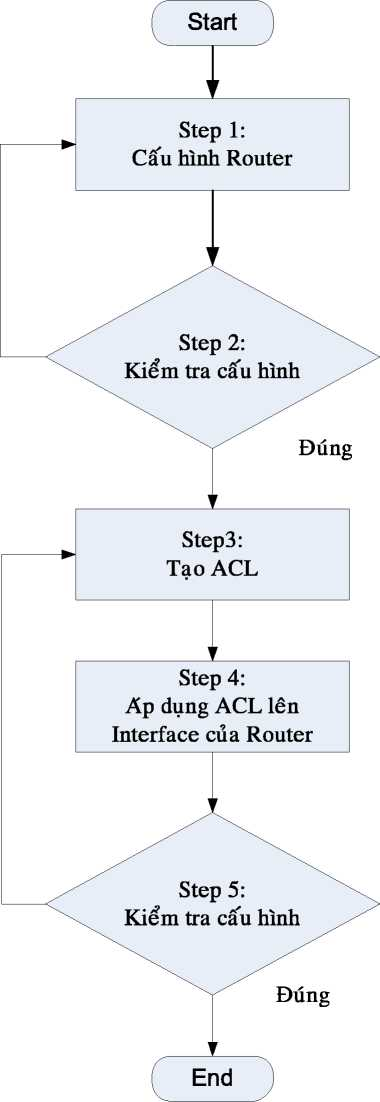 Start
Step 1:
Cấu hình Router
Step 2:
Kiểm tra cấu hình
Đúng
Step3:
Tạo ACL
Step 4:
Áp dụng ACL lên
Interface của Router
Step 5:
Kiểm tra cấu hình
Đúng
End